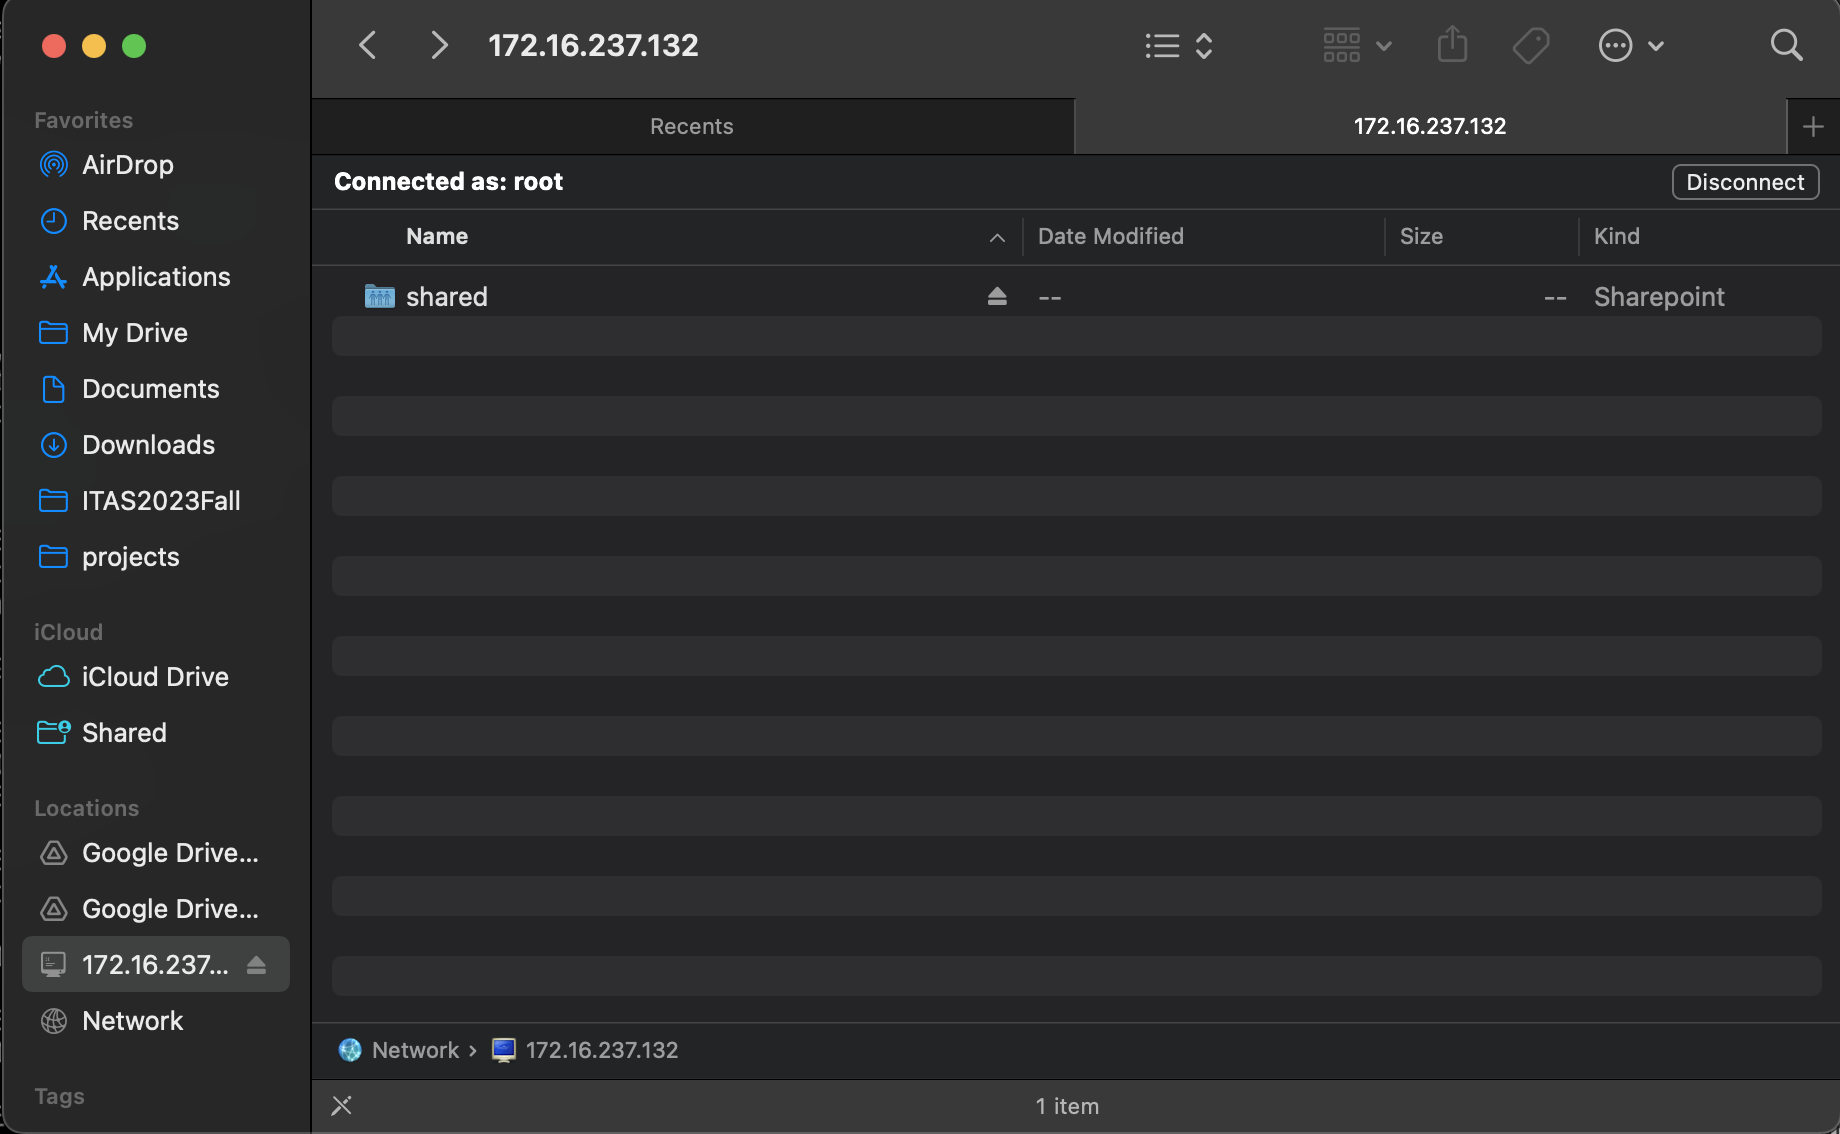 172.16.237.132
Favorites
AirDrop
Recents
Applications
My Drive
Documents
Downloads
ITAS2023Fall
projects
iCloud
iCloud Drive
Shared
Locations
Google Drive...
Google Drive...
172.16.237...
Network
Tags
Recents
172.16.237.132
Connected as: root
Disconnect
Name Date Modified Size Kind
shared -- -- Sharepoint
Network › 172.16.237.132
1 item